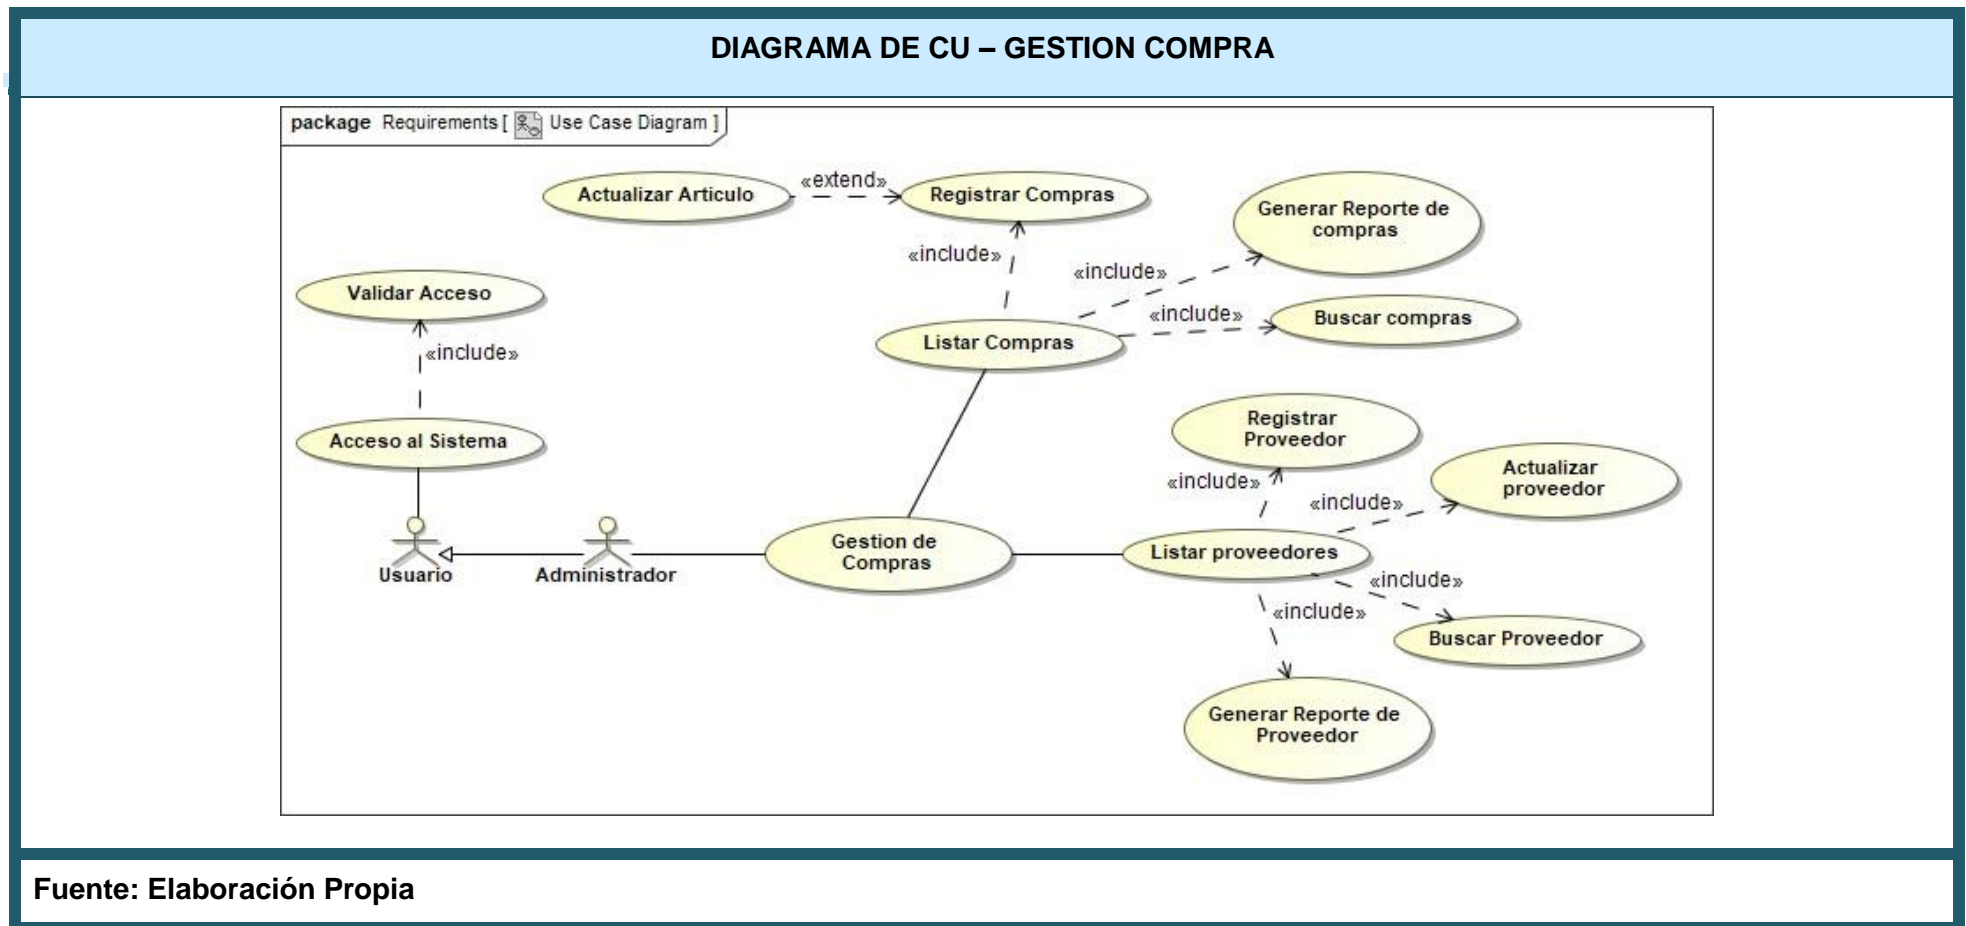 DIAGRAMA DE CU – GESTION COMPRA
package Requirements [ Use Case Diagram ]
Actualizar Articulo
«extend»
Registrar Compras
Generar Reporte de
compras
«include»
«include»
Validar Acceso
«include»
Buscar compras
Listar Compras
«include»
Registrar
Proveedor
Acceso al Sistema
Actualizar
proveedor
«include»
«include»
Gestion de
Compras
Listar proveedores
Usuario
Administrador
«include»
«include»
Buscar Proveedor
Generar Reporte de
Proveedor
Fuente: Elaboración Propia